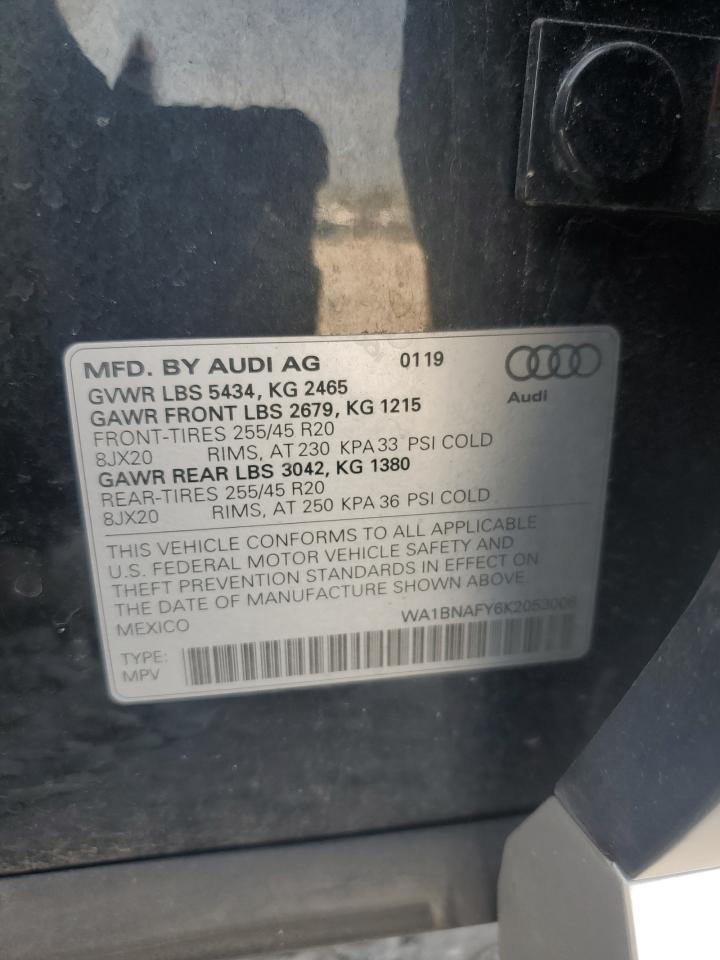 MFD. BY AUDI AG 0119
Audi
GVWR LBS 5434, KG 2465
GAWR FRONT LBS 2679, KG 1215
FRONT-TIRES 255/45 R20
8JX20 RIMS, AT 230 KPA 33 PSI COLD
GAWR REAR LBS 3042, KG 1380
REAR-TIRES 255/45 R20
8JX20 RIMS, AT 250 KPA 36 PSI COLD
THIS VEHICLE CONFORMS TO ALL APPLICABLE
U.S. FEDERAL MOTOR VEHICLE SAFETY AND
THEFT PREVENTION STANDARDS IN EFFECT ON
THE DATE OF MANUFACTURE SHOWN ABOVE.
MEXICO WA1BNAFY6K2053006
TYPE:
MPV